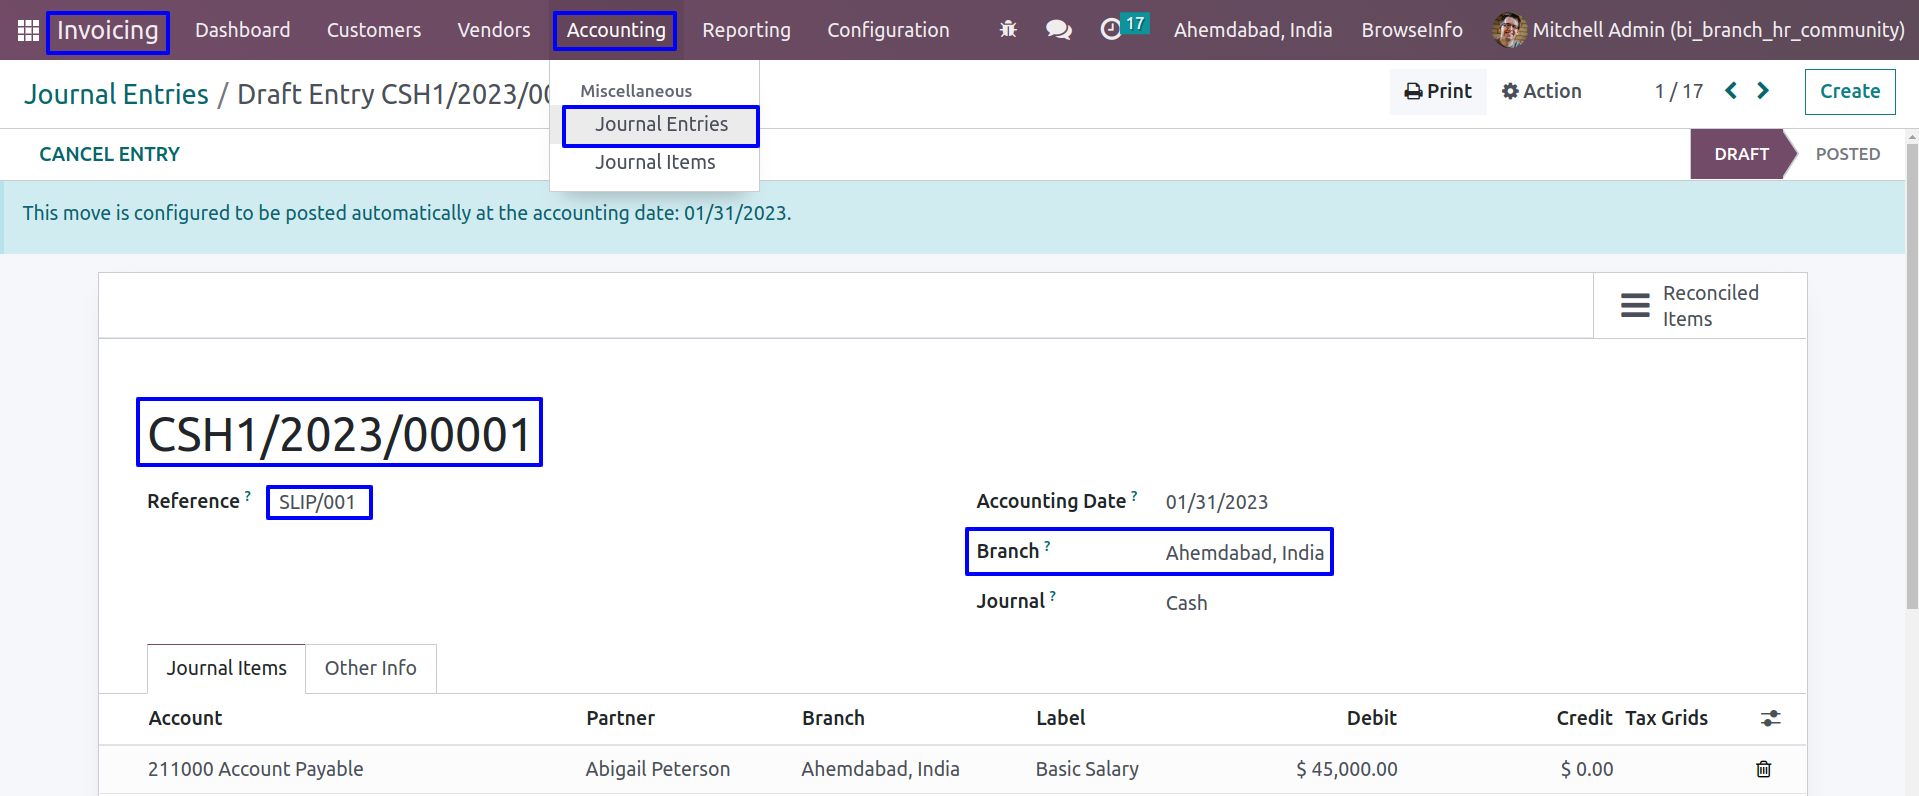 Invoicing Dashboard Customers Vendors Accounting Reporting Configuration 17 Ahemdabad, India BrowseInfo Mitchell Admin (bi_branch_hr_community)
Journal Entries / Draft Entry CSH1/2023/00
Miscellaneous
Journal Entries
Journal Items
Print Action 1 / 17 Create
CANCEL ENTRY DRAFT POSTED
This move is configured to be posted automatically at the accounting date: 01/31/2023.
Reconciled
Items
CSH1/2023/00001
Reference ? SLIP/001 Accounting Date ? 01/31/2023
Branch ? Ahemdabad, India
Journal ? Cash
Journal Items Other Info
Account Partner Branch Label Debit Credit Tax Grids
211000 Account Payable Abigail Peterson Ahemdabad, India Basic Salary $ 45,000.00 $ 0.00